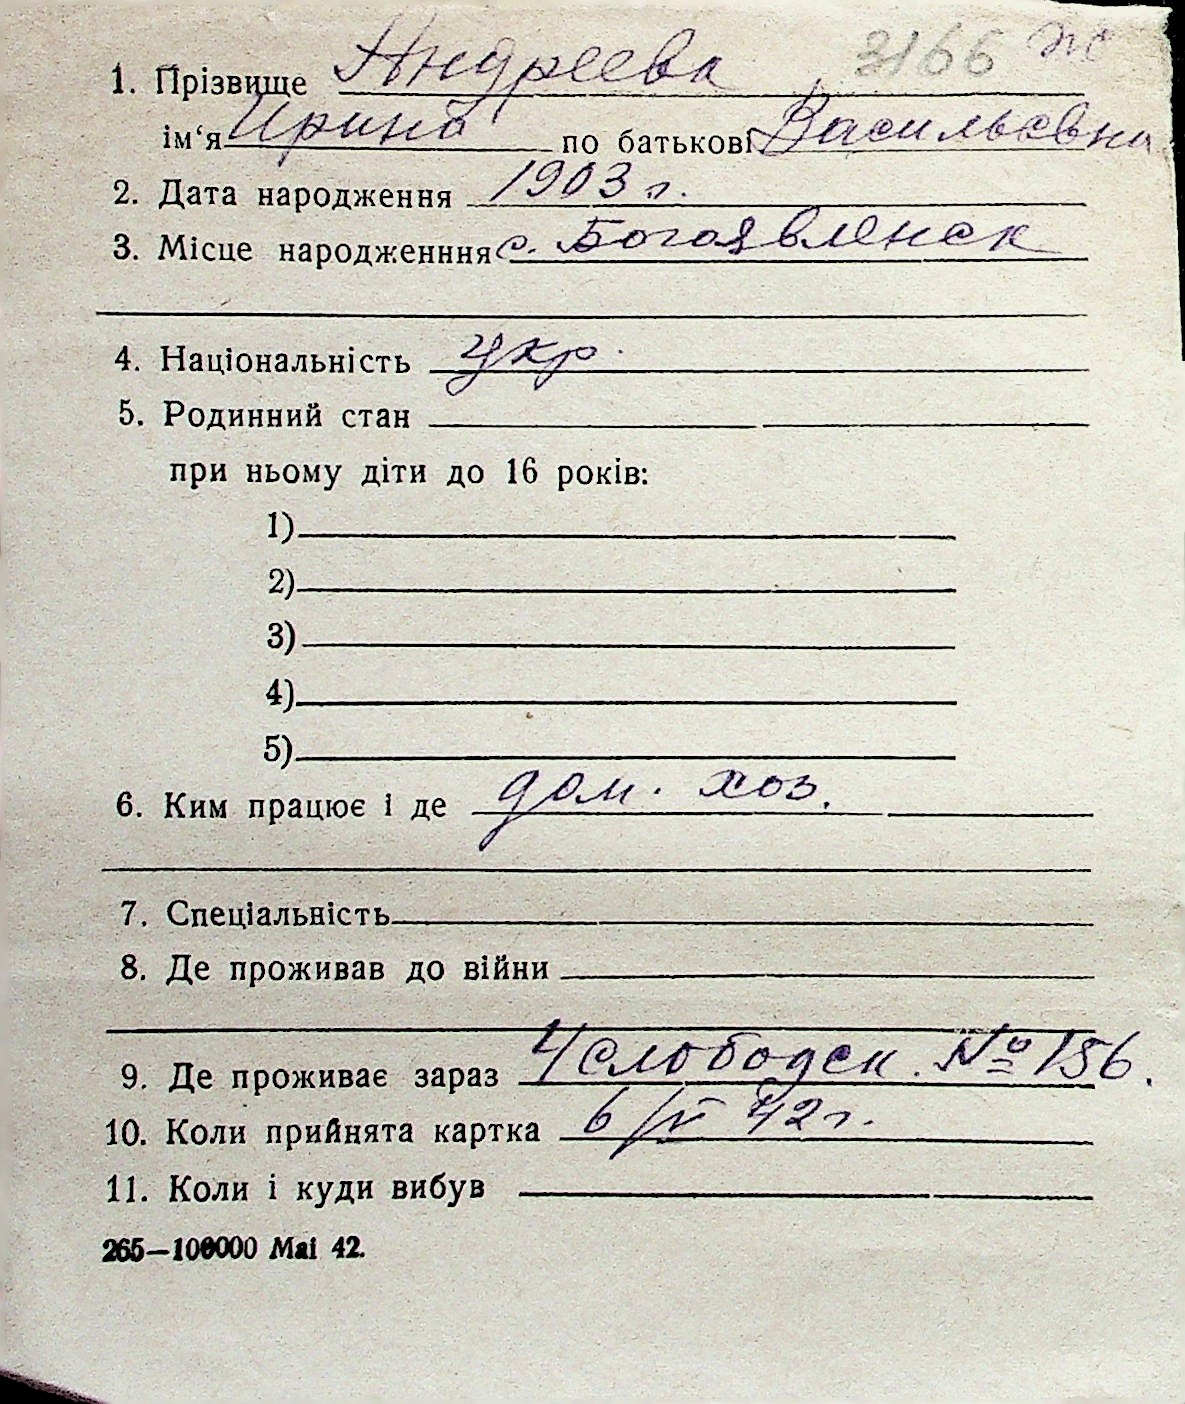 3166 Ж
1. Прізвище Андреева
ім‘я Ирина по батькові Васильевна
2. Дата народження 1903 г.
3. Місце народженння с. Богоявленск
4. Національність укр.
5. Родинний стан
при ньому діти до 16 років:
1)
2)
3)
4)
5)
6. Ким працює і де дом. хоз.
7. Спеціальність
8. Де проживав до війни
9. Де проживає зараз 4 Слободск. № 156.
10. Коли прийнята картка 6/V 42 г.
11. Коли і куди вибув
265—100000 Mai 42.